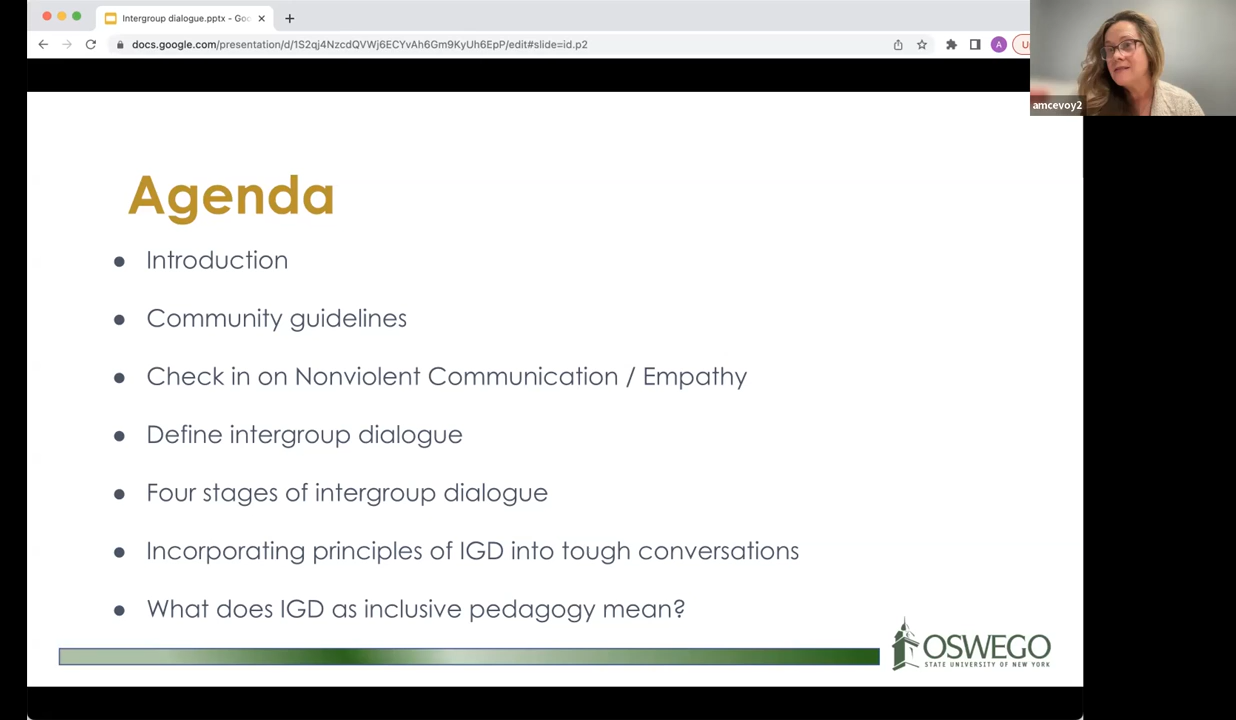 Intergroup dialogue.pptx - Goo
docs.google.com/presentation/d/1S2qj4NzcdQVWj6ECYvAh6Gm9KyUh6EpP/edit#slide=id.p2
A
amcevoy2
Agenda
● Introduction
● Community guidelines
● Check in on Nonviolent Communication / Empathy
● Define intergroup dialogue
● Four stages of intergroup dialogue
● Incorporating principles of IGD into tough conversations
● What does IGD as inclusive pedagogy mean?
OSWEGO
STATE UNIVERSITY OF NEW YORK